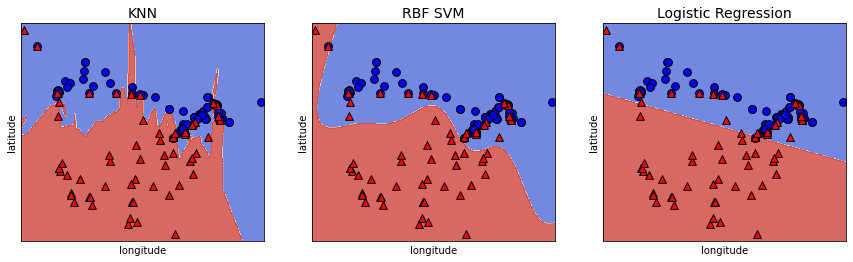 KNN
RBF SVM
Logistic Regression
latitude
latitude
latitude
longitude
longitude
longitude